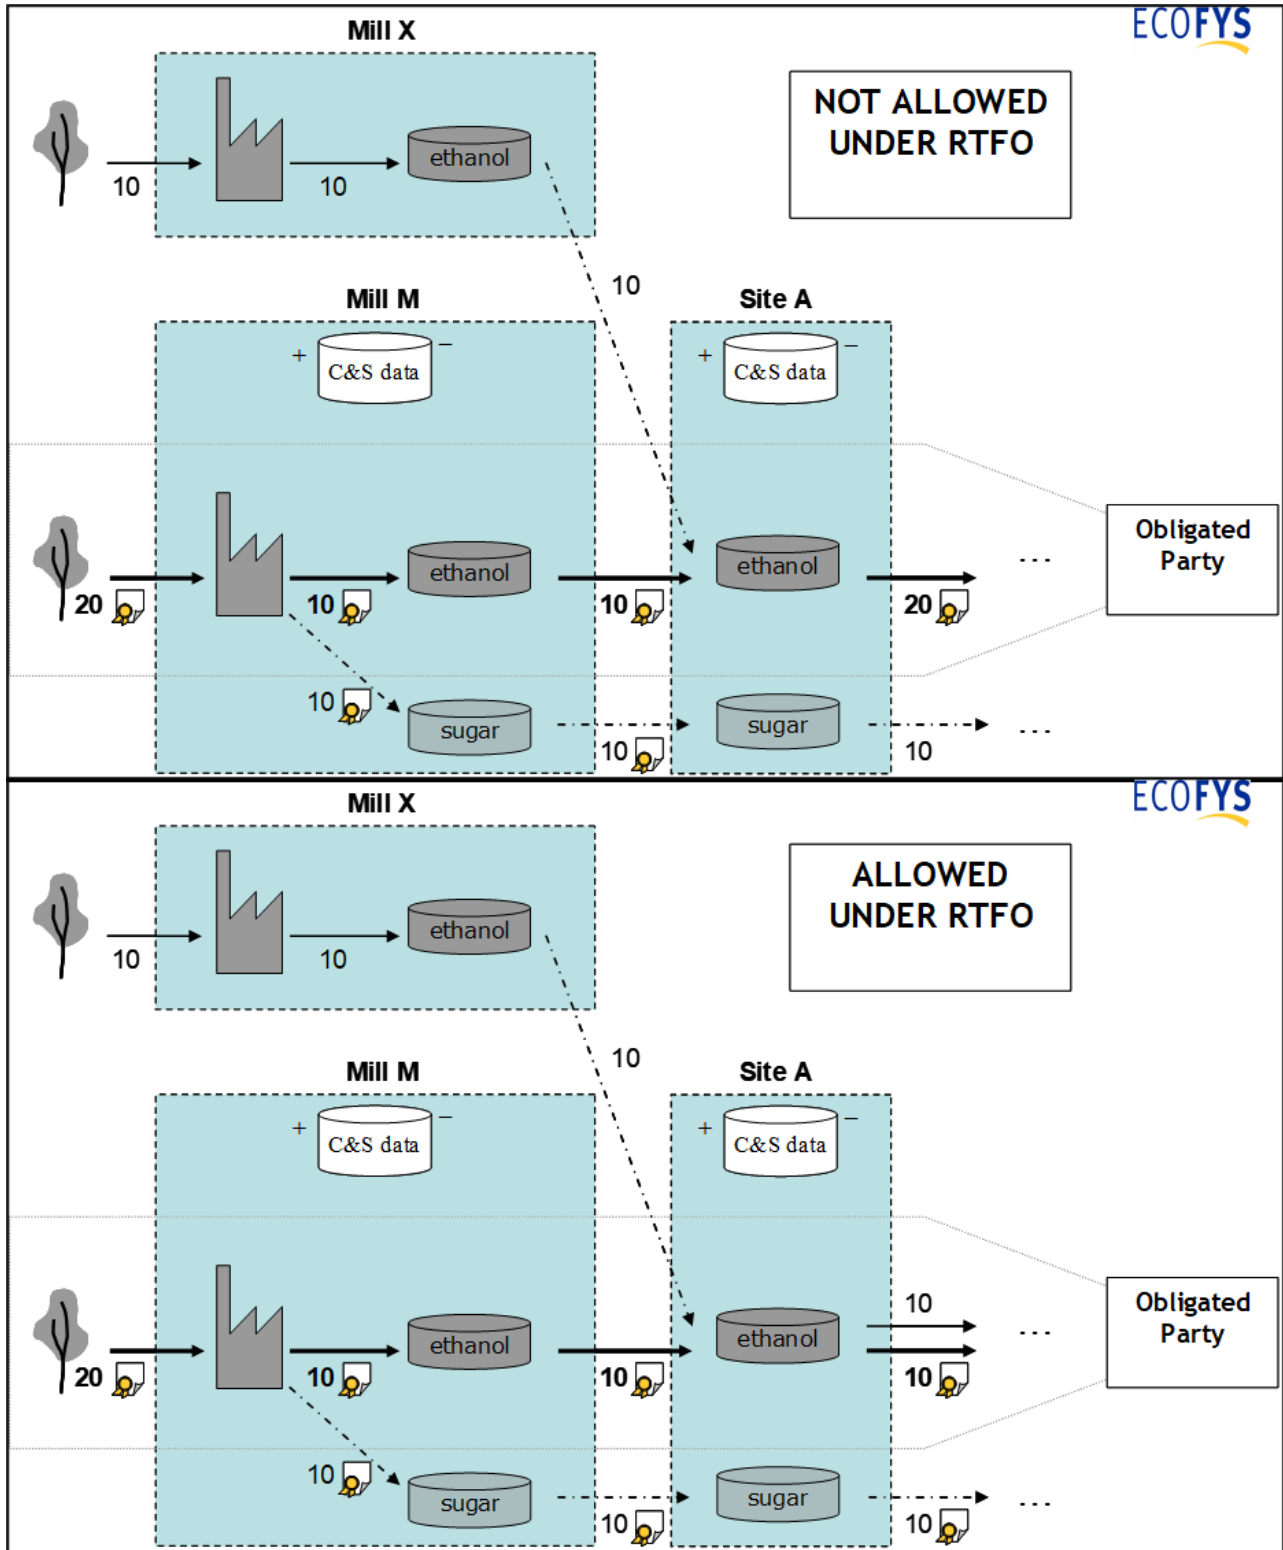 Mill X
ECOFYS
NOT ALLOWED
UNDER RTFO
ethanol
10
10
10
Mill M
Site A
+
–
C&S data
+
–
C&S data
Obligated
Party
ethanol
ethanol
...
20
10
10
20
10
sugar
sugar
...
10
10
Mill X
ECOFYS
ALLOWED
UNDER RTFO
ethanol
10
10
10
Mill M
Site A
+
–
C&S data
+
–
C&S data
10
Obligated
Party
ethanol
ethanol
...
20
10
10
10
10
sugar
sugar
...
10
10